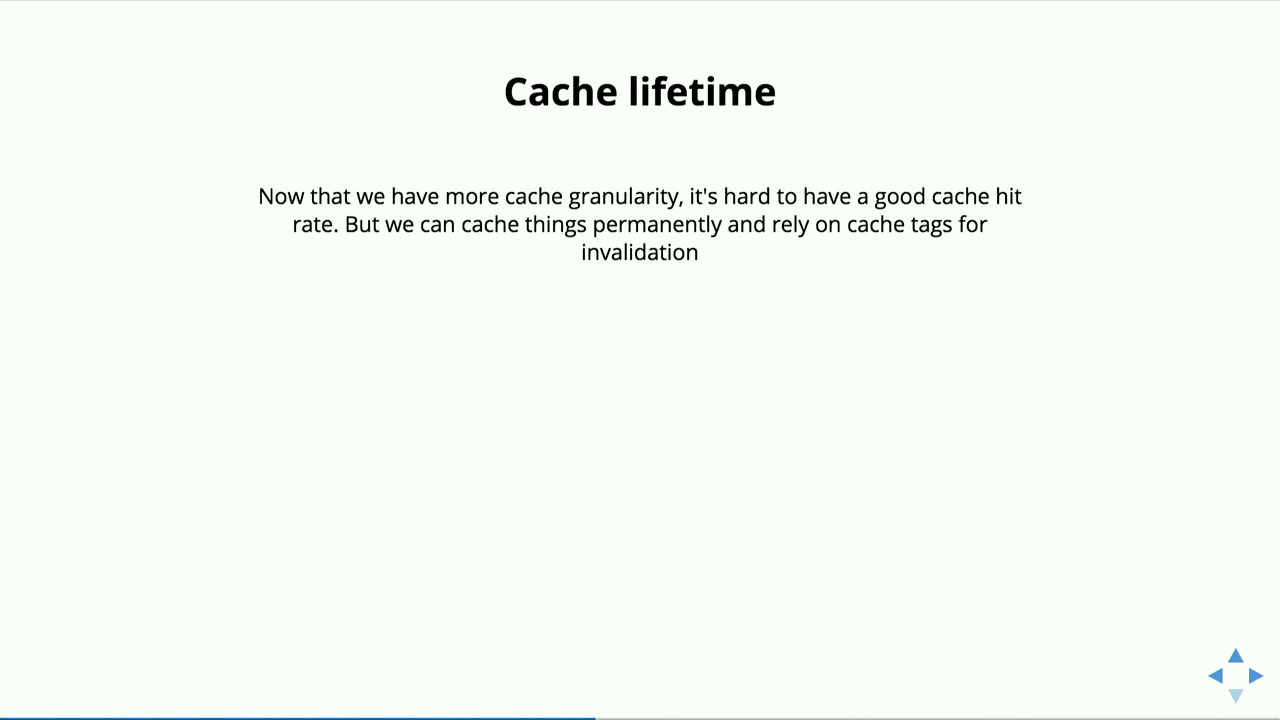 Cache lifetime
Now that we have more cache granularity, it's hard to have a good cache hit
rate. But we can cache things permanently and rely on cache tags for
invalidation